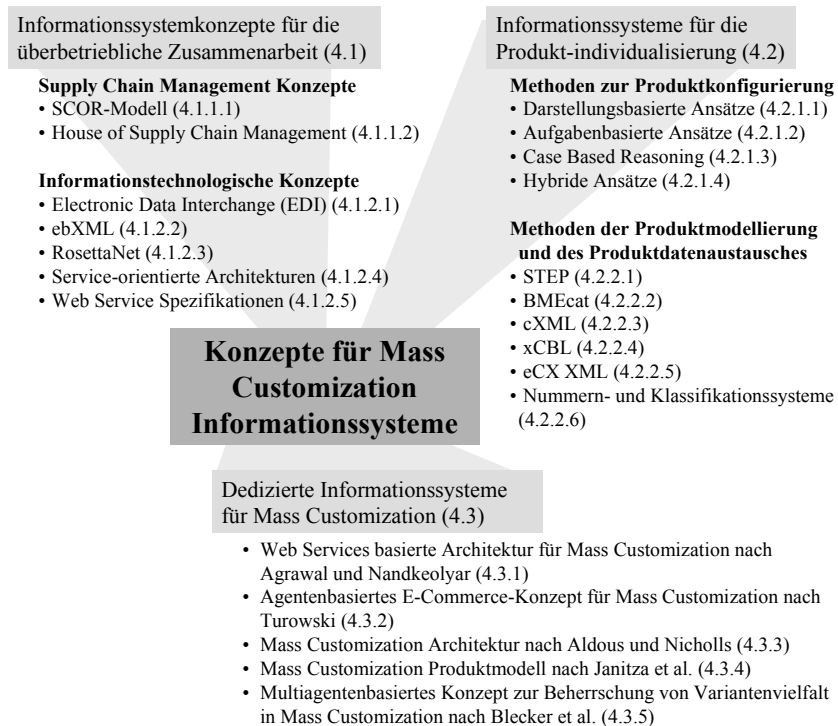 Informationssystemkonzepte für die
überbetriebliche Zusammenarbeit (4.1)
Supply Chain Management Konzepte
• SCOR-Modell (4.1.1.1)
• House of Supply Chain Management (4.1.1.2)
Informationstechnologische Konzepte
• Electronic Data Interchange (EDI) (4.1.2.1)
• ebXML (4.1.2.2)
• RosettaNet (4.1.2.3)
• Service-orientierte Architekturen (4.1.2.4)
• Web Service Spezifikationen (4.1.2.5)
Informationssysteme für die
Produkt-individualisierung (4.2)
Methoden zur Produktkonfigurierung
• Darstellungsbasierte Ansätze (4.2.1.1)
• Aufgabenbasierte Ansätze (4.2.1.2)
• Case Based Reasoning (4.2.1.3)
• Hybride Ansätze (4.2.1.4)
Methoden der Produktmodellierung
und des Produktdatenaustausches
• STEP (4.2.2.1)
• BMEcat (4.2.2.2)
• cXML (4.2.2.3)
• xCBL (4.2.2.4)
• eCX XML (4.2.2.5)
• Nummern- und Klassifikationssysteme
(4.2.2.6)
Konzepte für Mass
Customization
Informationssysteme
Dedizierte Informationssysteme
für Mass Customization (4.3)
• Web Services basierte Architektur für Mass Customization nach
Agrawal und Nandkeolyar (4.3.1)
• Agentenbasiertes E-Commerce-Konzept für Mass Customization nach
Turowski (4.3.2)
• Mass Customization Architektur nach Aldous und Nicholls (4.3.3)
• Mass Customization Produktmodell nach Janitza et al. (4.3.4)
• Multiagentenbasiertes Konzept zur Beherrschung von Variantenvielfalt
in Mass Customization nach Blecker et al. (4.3.5)